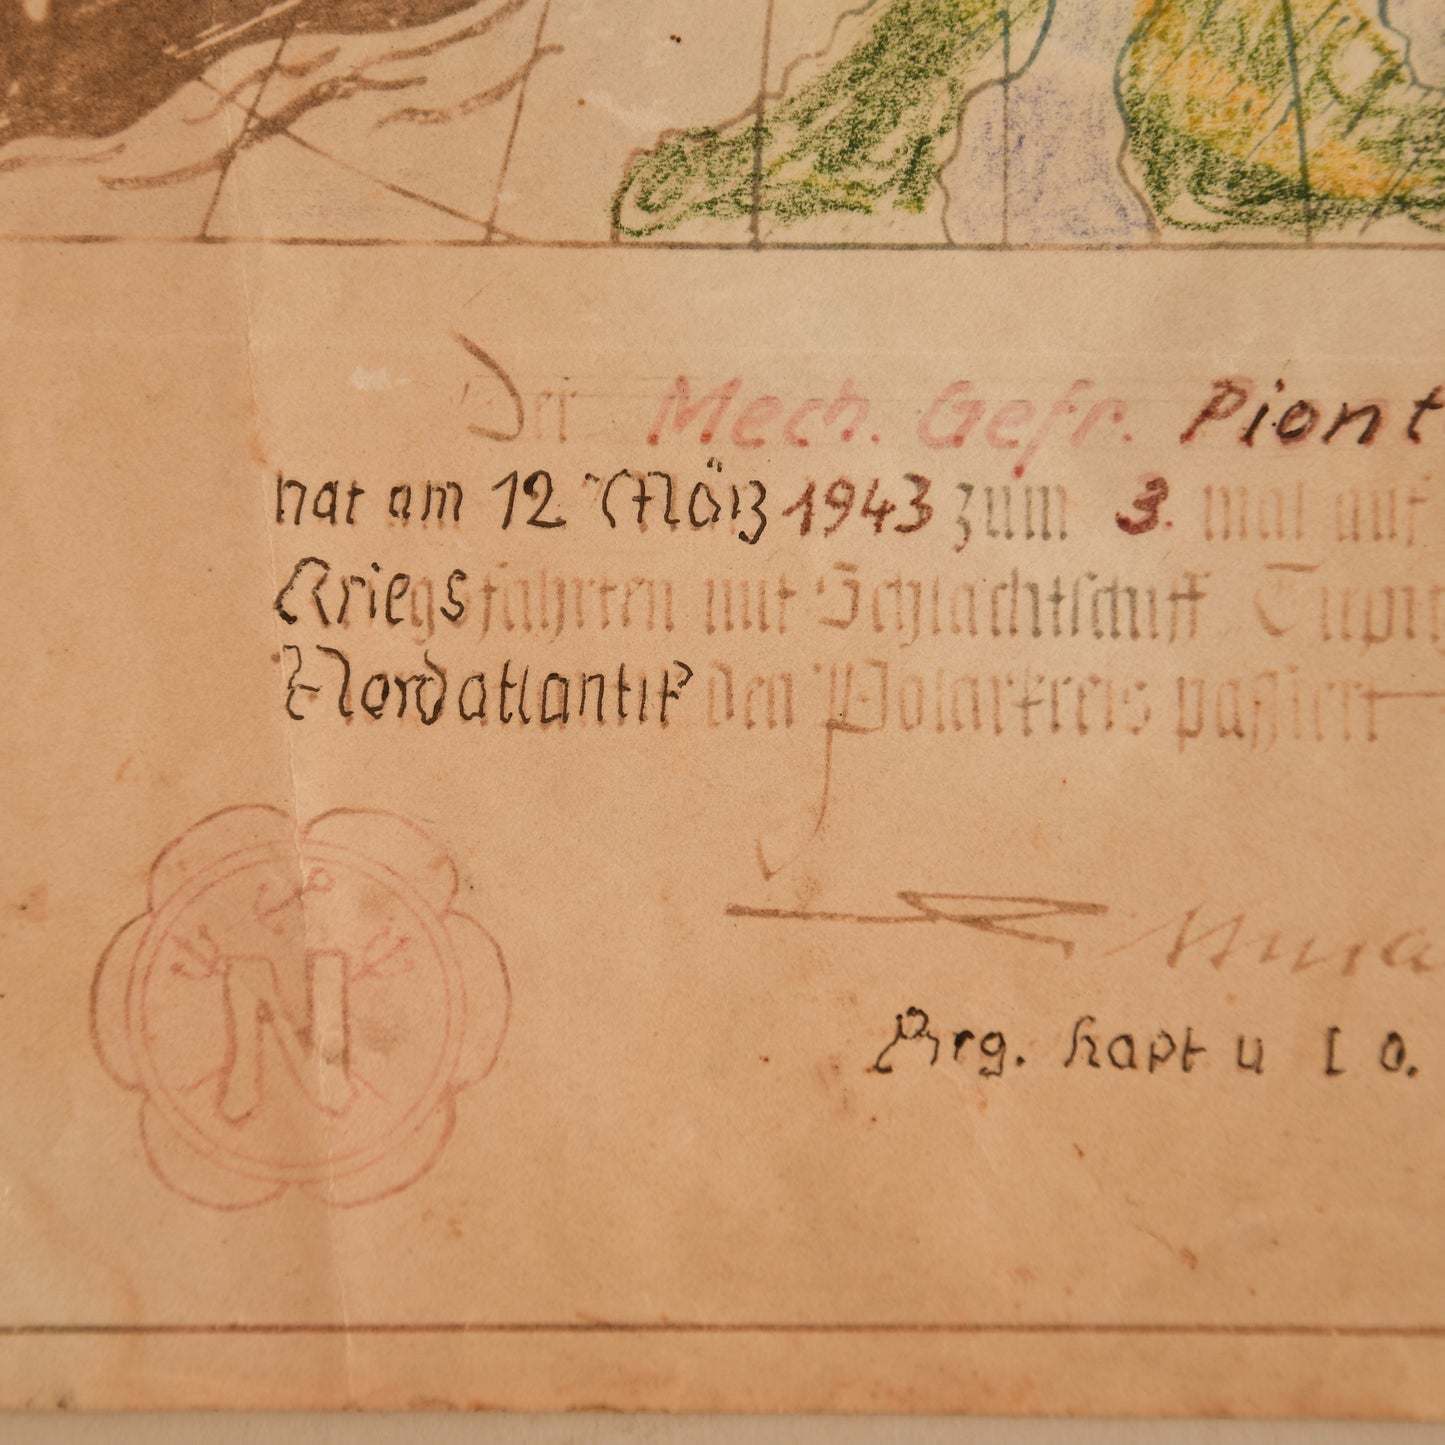 Der Mech. Gefr. Piont
hat am 12 März 1943 zum 3. mal auf
Kriegsfahrten mit Schlachtschiff Tirpi
Nordatlantik den Polarkreis passiert
N
Brg. Kapt u I O.